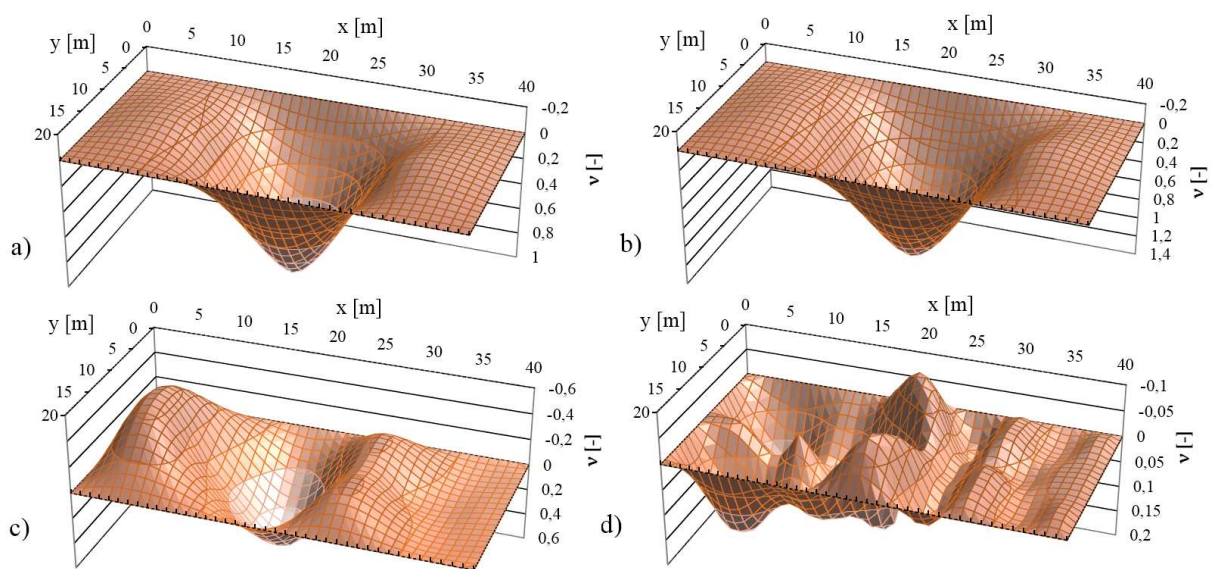 x [m]
y [m]
0 5 10 15 20 25 30 35 40
0 5 10 15 20
-0,2 0 0,2 0,4 0,6 0,8 1
ν [-]
a)
x [m]
y [m]
0 5 10 15 20 25 30 35 40
0 5 10 15 20
-0,2 0 0,2 0,4 0,6 0,8 1 1,2 1,4
ν [-]
b)
x [m]
y [m]
0 5 10 15 20 25 30 35 40
0 5 10 15 20
-0,6 -0,4 -0,2 0 0,2 0,4 0,6
ν [-]
c)
x [m]
y [m]
0 5 10 15 20 25 30 35 40
0 5 10 15 20
-0,1 -0,05 0 0,05 0,1 0,15 0,2
ν [-]
d)